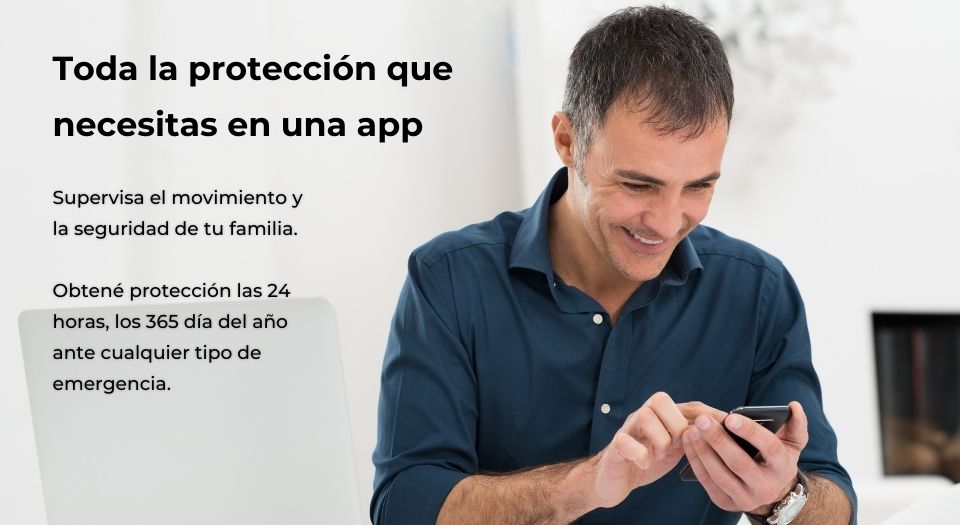 Toda la protección que
necesitas en una app
Supervisa el movimiento y
la seguridad de tu familia.
Obtené protección las 24
horas, los 365 día del año
ante cualquier tipo de
emergencia.